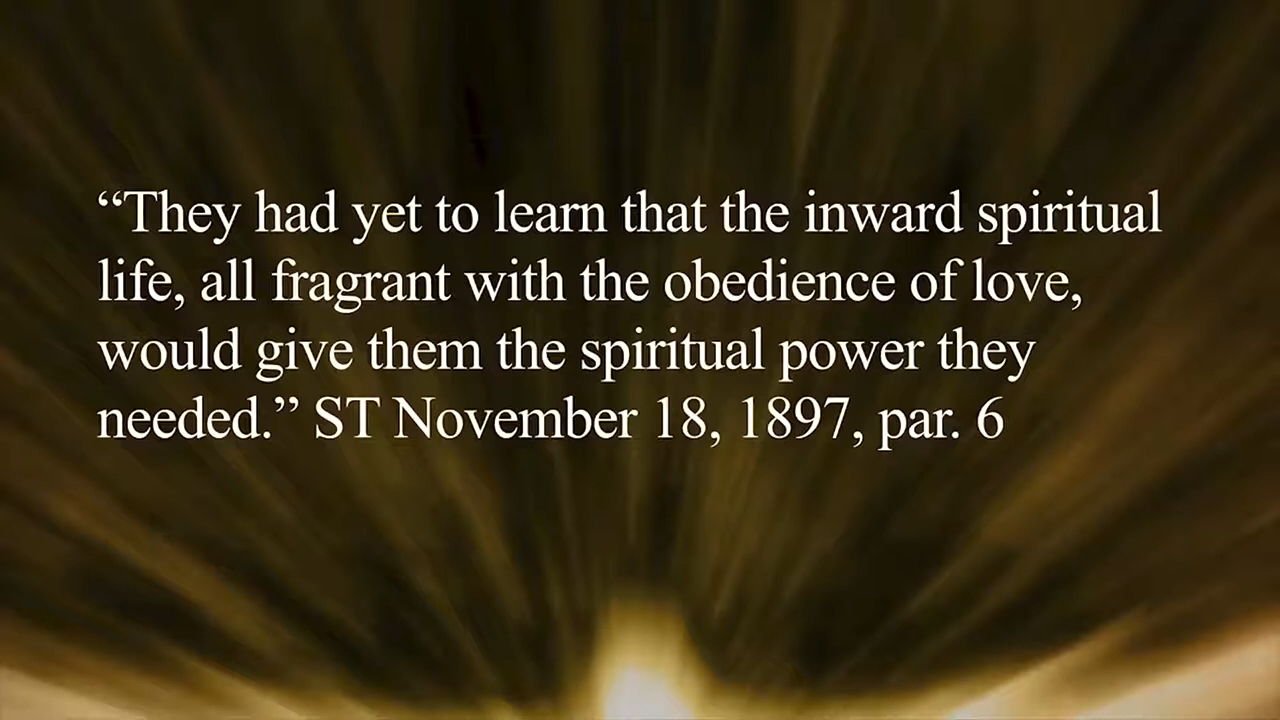 “They had yet to learn that the inward spiritual
life, all fragrant with the obedience of love,
would give them the spiritual power they
needed.” ST November 18, 1897, par. 6